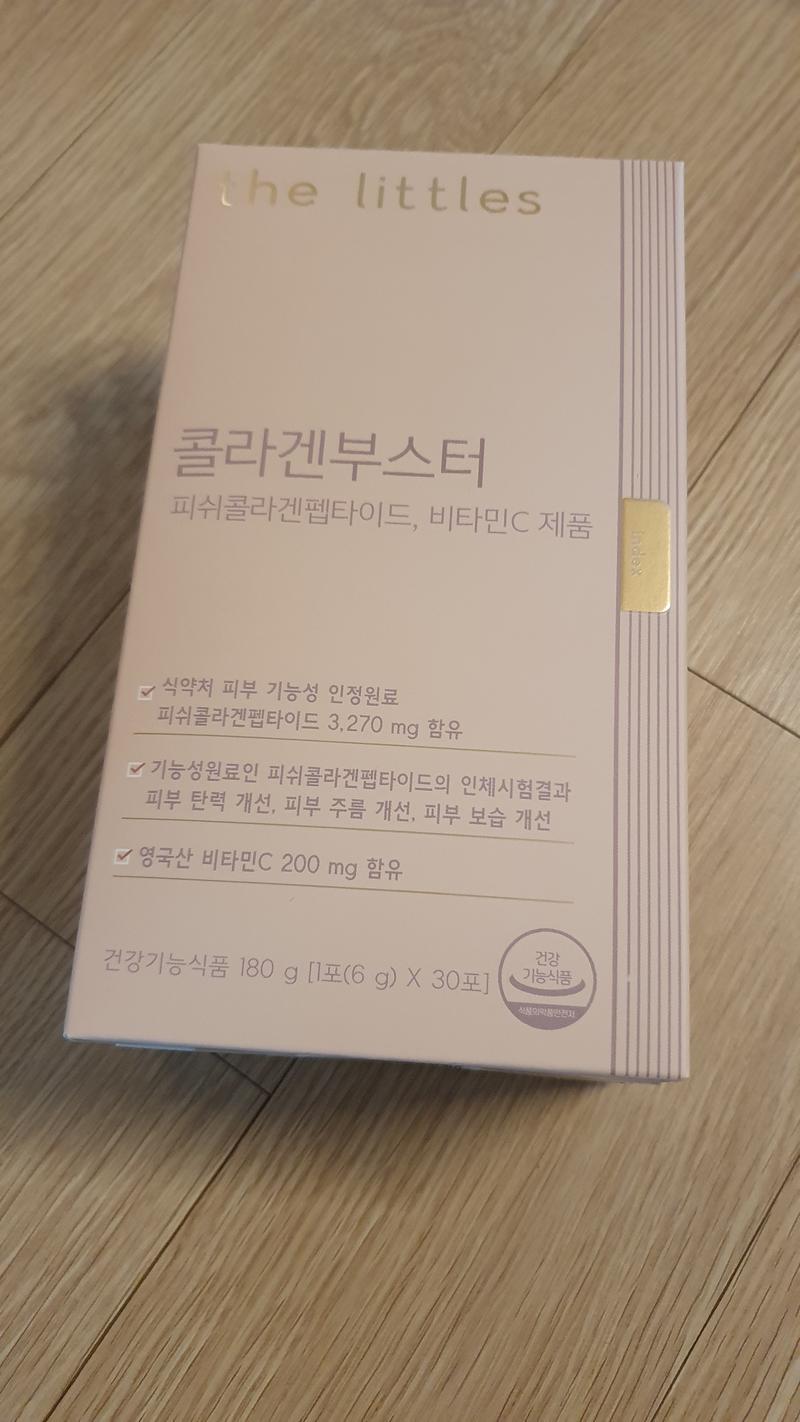 the littles
콜라겐부스터
피쉬콜라겐펩타이드, 비타민C 제품
index
식약처 피부 기능성 인정원료
피쉬콜라겐펩타이드 3,270 mg 함유
기능성원료인 피쉬콜라겐펩타이드의 인체시험결과
피부 탄력 개선, 피부 주름 개선, 피부 보습 개선
영국산 비타민C 200 mg 함유
건강기능식품 180 g [1포(6 g) X 30포]
건강
기능식품
식품의약품안전처